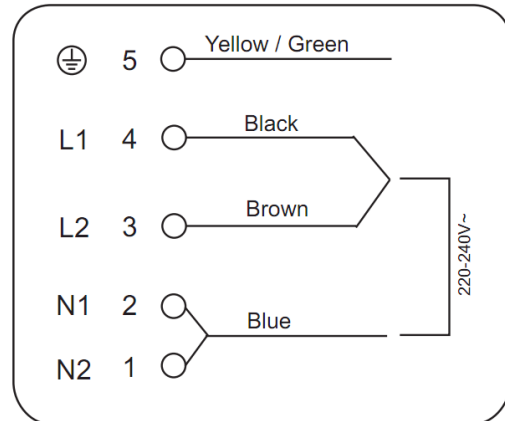 5 Yellow / Green
L1 4 Black
L2 3 Brown
N1 2
Blue
N2 1
220-240V~